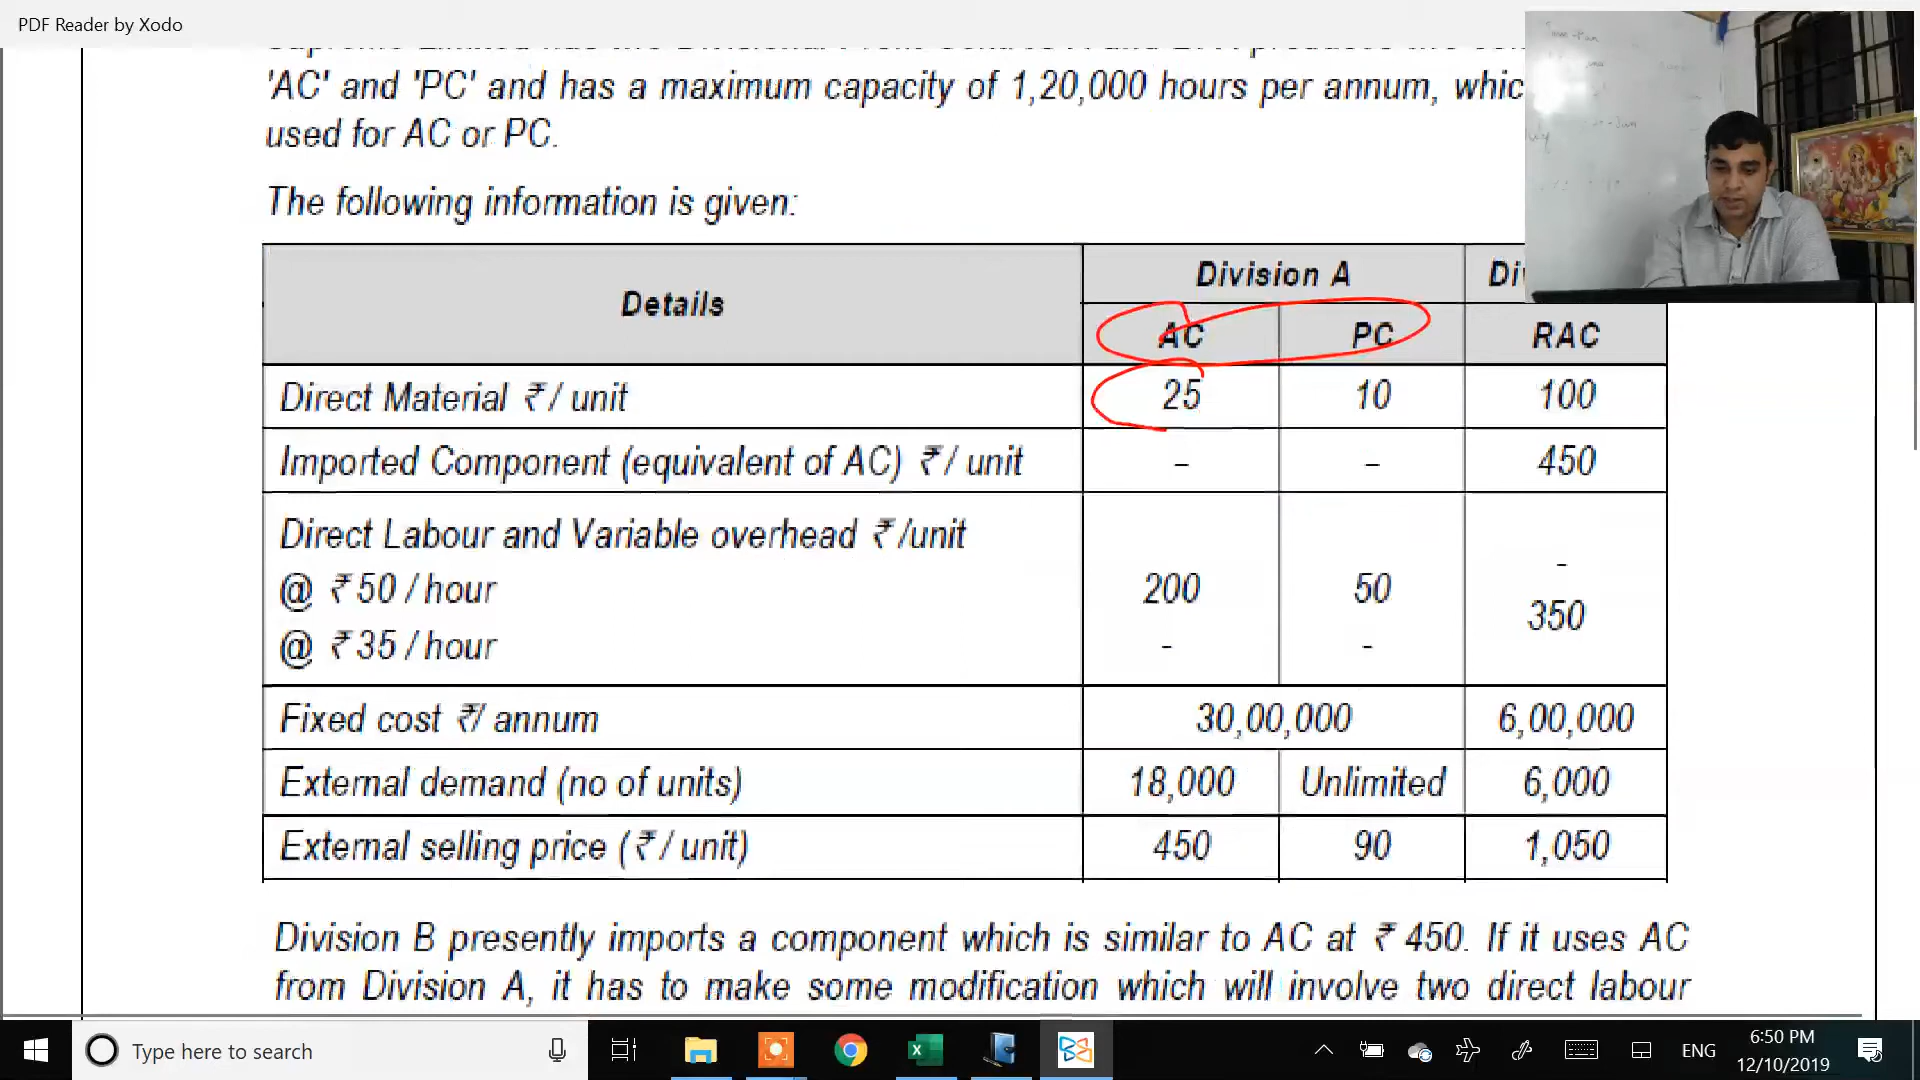 PDF Reader by Xodo
'AC' and 'PC' and has a maximum capacity of 1,20,000 hours per annum,
used for AC or PC.
The following information is given:
Details Division A
AC PC RAC
Direct Material ₹ / unit 25 10 100
Imported Component (equivalent of AC) ₹ / unit - - 450
Direct Labour and Variable overhead ₹ /unit
@ ₹ 50 / hour 200 50 -
@ ₹ 35 / hour - - 350
Fixed cost ₹/ annum 30,00,000 6,00,000
External demand (no of units) 18,000 Unlimited 6,000
External selling price (₹ / unit) 450 90 1,050
Division B presently imports a component which is similar to AC at ₹ 450. If it uses AC
from Division A, it has to make some modification which will involve two direct labour
Type here to search
ENG
6:50 PM
12/10/2019